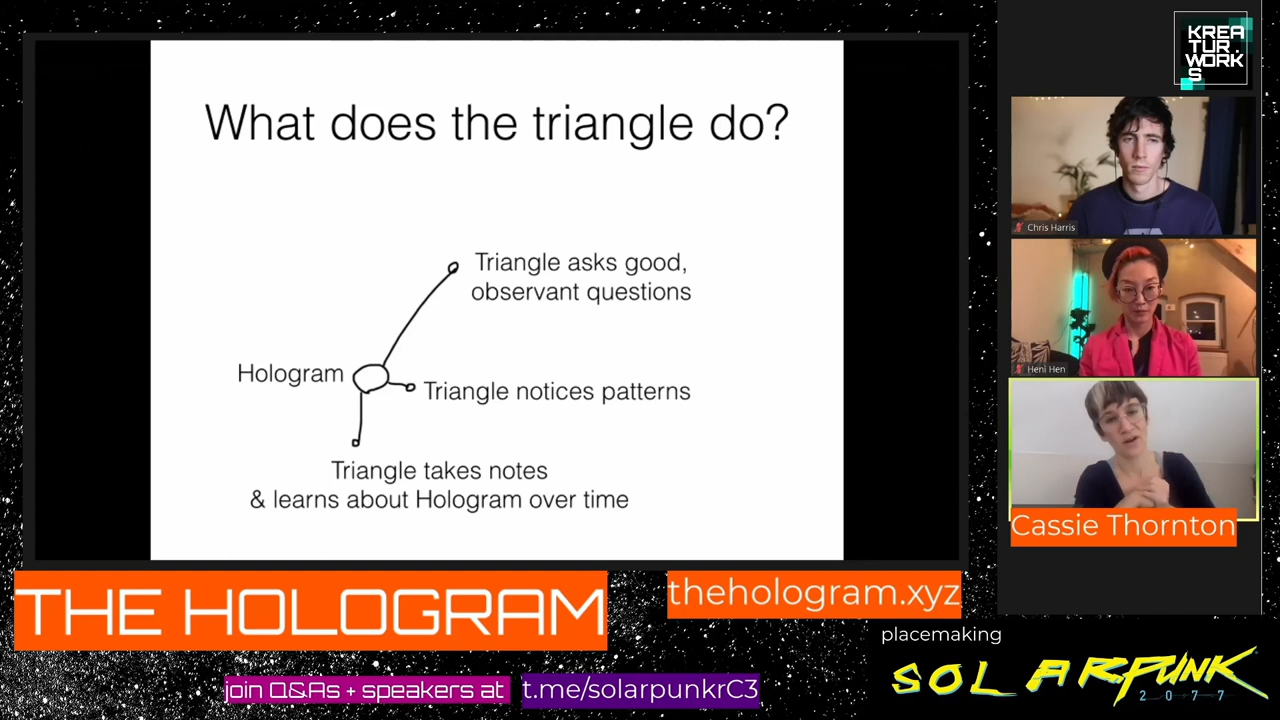 What does the triangle do?
Triangle asks good,
observant questions
Hologram
Triangle notices patterns
Triangle takes notes
& learns about Hologram over time
KREA
TUR.
WORK
S
Chris Harris
Heni Hen
Cassie Thornton
THE HOLOGRAM
thehologram.xyz
placemaking
SOLARPUNK
2077
join Q&As + speakers at
t.me/solarpunkrC3